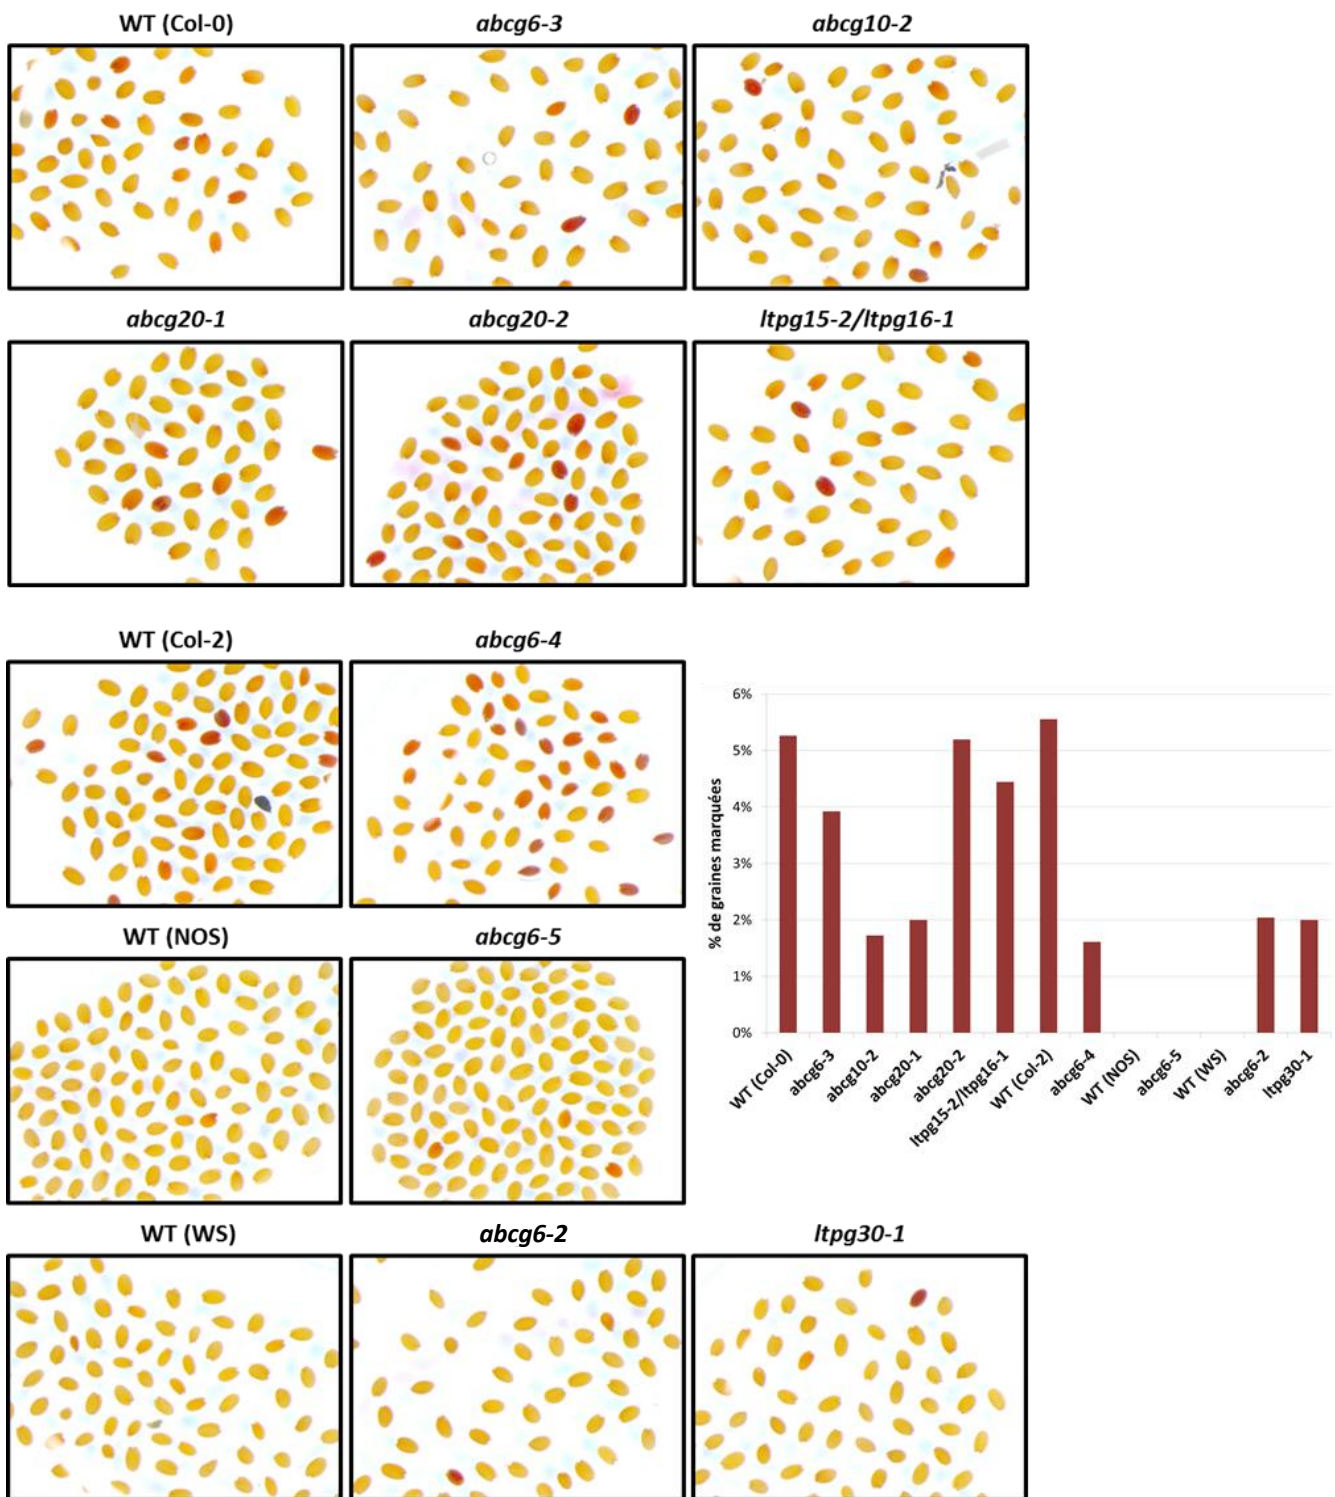 WT (Col-0) abcg6-3 abcg10-2
abcg20-1 abcg20-2 ltpg15-2/ltpg16-1
WT (Col-2) abcg6-4
WT (NOS) abcg6-5
WT (WS) abcg6-2 ltpg30-1
% de graines marquées
6%
5%
4%
3%
2%
1%
0%
WT (Col-0)
abcg6-3
abcg10-2
abcg20-1
abcg20-2
ltpg15-2/ltpg16-1
WT (Col-2)
abcg6-4
WT (NOS)
abcg6-5
WT (WS)
abcg6-2
ltpg30-1